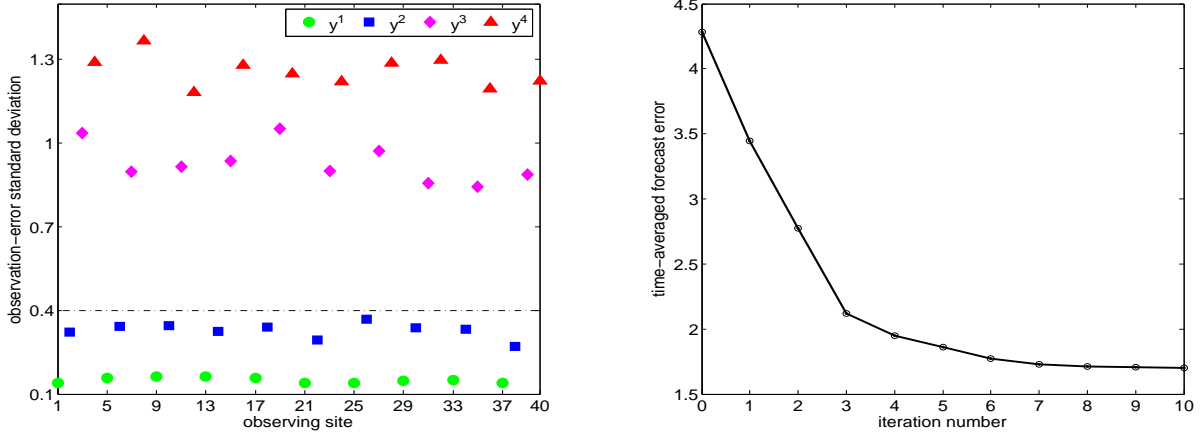 y¹ y² y³ y⁴
observation−error standard deviation
1.3
1
0.7
0.4
0.1
1 5 9 13 17 21 25 29 33 37 40
observing site
time−averaged forecast error
4.5
4
3.5
3
2.5
2
1.5
0 1 2 3 4 5 6 7 8 9 10
iteration number